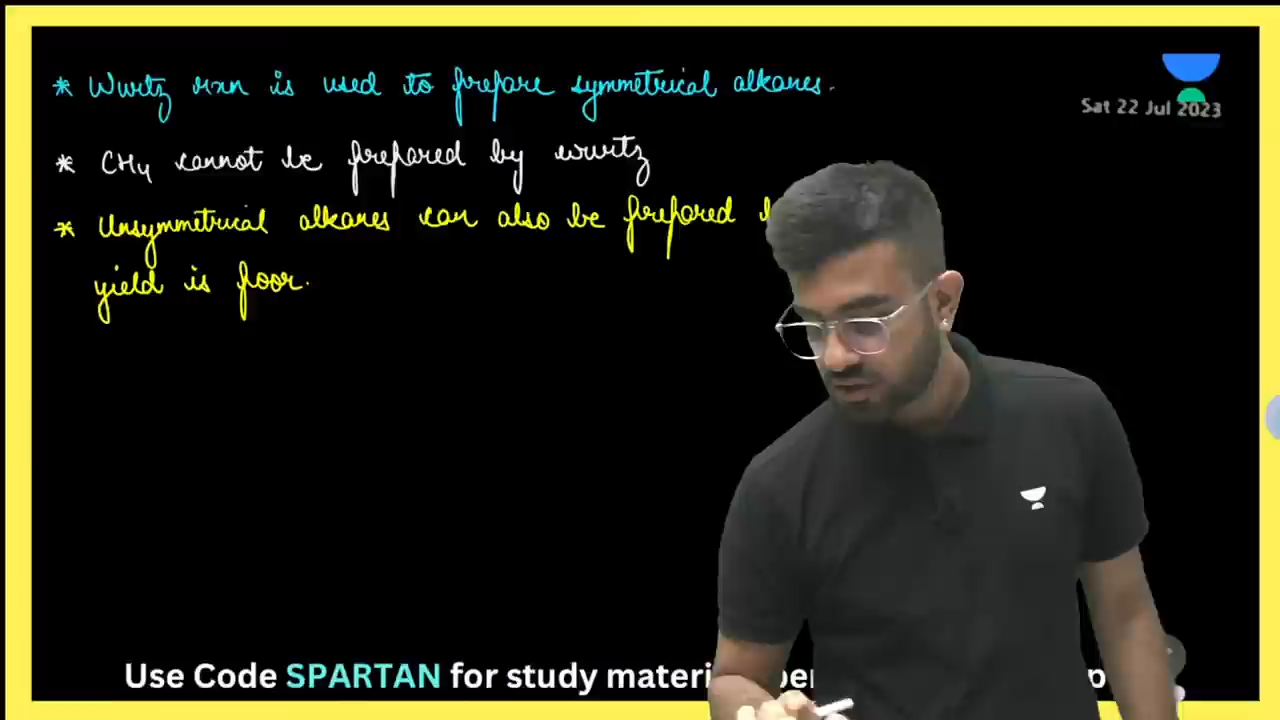 * Wurtz rxn is used to prepare symmetrical alkanes.
Sat 22 Jul 2023
* CH4 cannot be prepared by wurtz
* Unsymmetrical alkanes can also be prepared
yield is poor.
Use Code SPARTAN for study